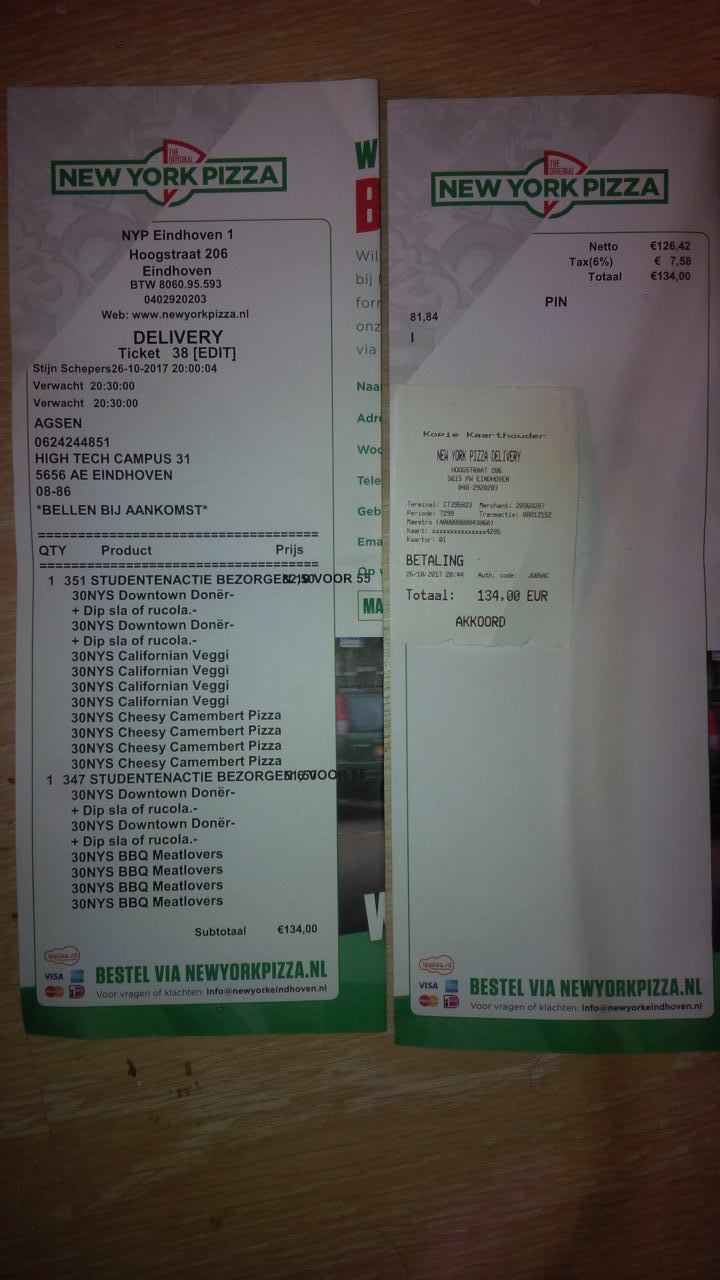 THE
ORIGINAL
NEW YORK PIZZA
NYP Eindhoven 1
Hoogstraat 206
Eindhoven
BTW 8060.95.593
0402920203
Web: www.newyorkpizza.nl
DELIVERY
Ticket 38 [EDIT]
Stijn Schepers26-10-2017 20:00:04
Verwacht 20:30:00
Verwacht 20:30:00
AGSEN
0624244851
HIGH TECH CAMPUS 31
5656 AE EINDHOVEN
08-86
*BELLEN BIJ AANKOMST*
==============================
QTY Product Prijs
==============================
1 351 STUDENTENACTIE BEZORGEN VOOR 55
30NYS Downtown Donër-
+ Dip sla of rucola.-
30NYS Downtown Donër-
+ Dip sla of rucola.-
30NYS Californian Veggi
30NYS Californian Veggi
30NYS Californian Veggi
30NYS Californian Veggi
30NYS Cheesy Camembert Pizza
30NYS Cheesy Camembert Pizza
30NYS Cheesy Camembert Pizza
30NYS Cheesy Camembert Pizza
1 347 STUDENTENACTIE BEZORGEN VOOR
30NYS Downtown Donër-
+ Dip sla of rucola.-
30NYS Downtown Donër-
+ Dip sla of rucola.-
30NYS BBQ Meatlovers
30NYS BBQ Meatlovers
30NYS BBQ Meatlovers
30NYS BBQ Meatlovers
Subtotaal €134,00
ipples.nl
VISA
BESTEL VIA NEWYORKPIZZA.NL
Voor vragen of klachten: info@newyorkeindhoven.nl
W
B
Wil
bij
for
onz
via
Naa
Adr
Woo
Tele
Geb
Ema
Op
MA
THE
ORIGINAL
NEW YORK PIZZA
Netto €126,42
Tax(6%) € 7,58
Totaal €134,00
PIN
81,84
I
Kopie Kaarthouder
NEW YORK PIZZA DELIVERY
HOOGSTRAAT 206
5615 PW EINDHOVEN
040-2920203
Terminal: CT395823 Merchant: 20960207
Periode: 7299 Transactie: 00012152
Maestro (A0000000043060)
Kaart: xxxxxxxxxxxxxxx4285
Kaartnr: 01
BETALING
26/10/2017 20:44 Auth. code: JU05AC
Totaal: 134,00 EUR
AKKOORD
ipples.nl
VISA
BESTEL VIA NEWYORKPIZZA.NL
Voor vragen of klachten: info@newyorkeindhoven.nl